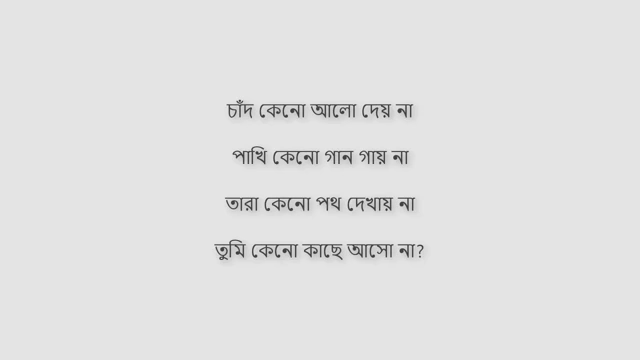 চাঁদ কেনো আলো দেয় না
পাখি কেনো গান গায় না
তারা কেনো পথ দেখায় না
তুমি কেনো কাছে আসো না?